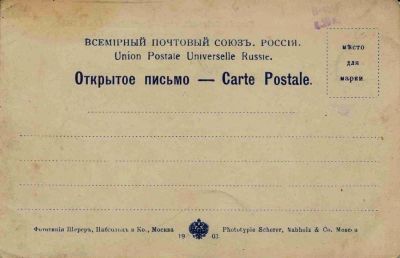 ВСЕМІРНЫЙ ПОЧТОВЫЙ СОЮЗЪ. РОССІЯ.
Union Postale Universelle Russie.
Открытое письмо — Carte Postale.
мѣсто
для
марки
Фототипія Шереръ, Набгольцъ и Ко., Москва
Phototypie Scherer, Nabholz & Co. Moscou
19 03